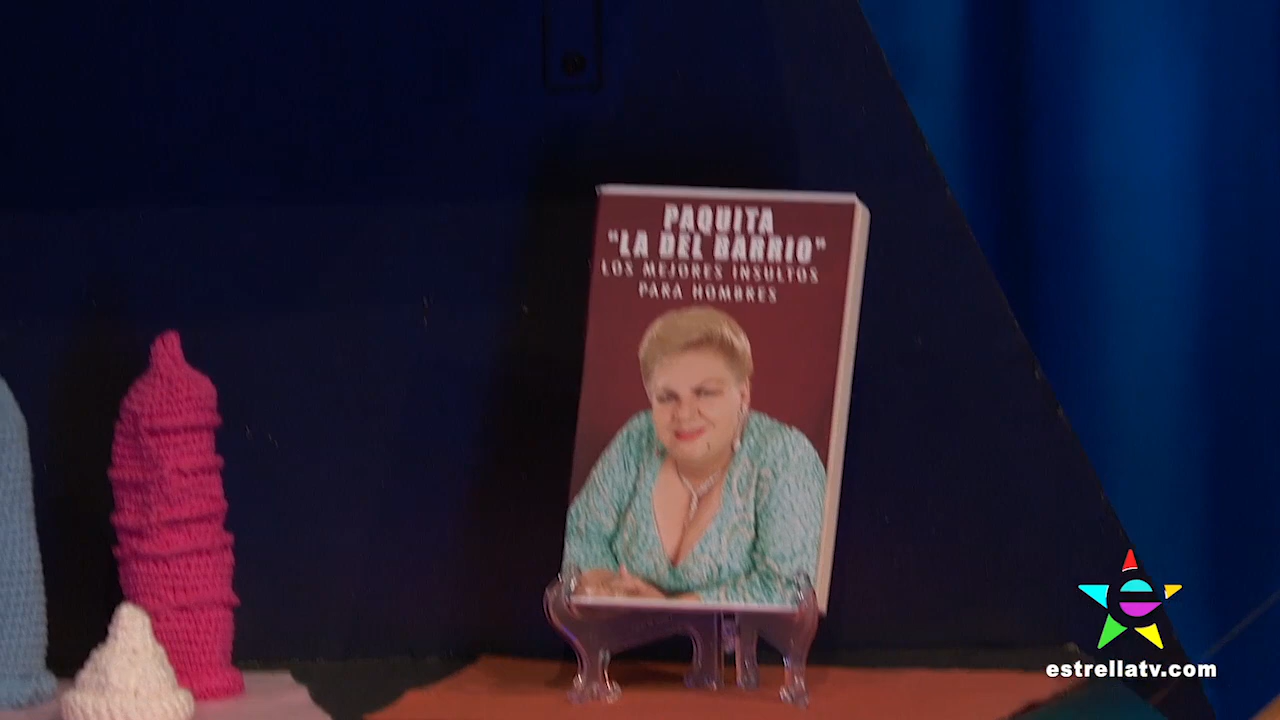 PAQUITA
"LA DEL BARRIO"
LOS MEJORES INSULTOS
PARA HOMBRES
estrellatv.com